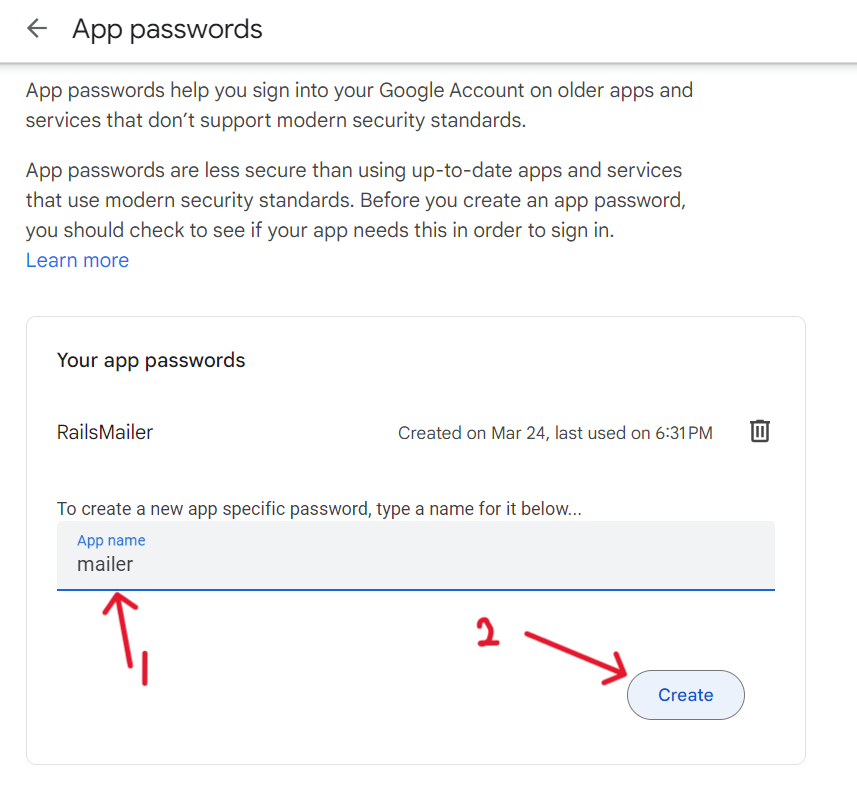 App passwords
App passwords help you sign into your Google Account on older apps and
services that don’t support modern security standards.
App passwords are less secure than using up-to-date apps and services
that use modern security standards. Before you create an app password,
you should check to see if your app needs this in order to sign in.
Learn more
Your app passwords
RailsMailer Created on Mar 24, last used on 6:31 PM
To create a new app specific password, type a name for it below...
App name
mailer
1
2
Create